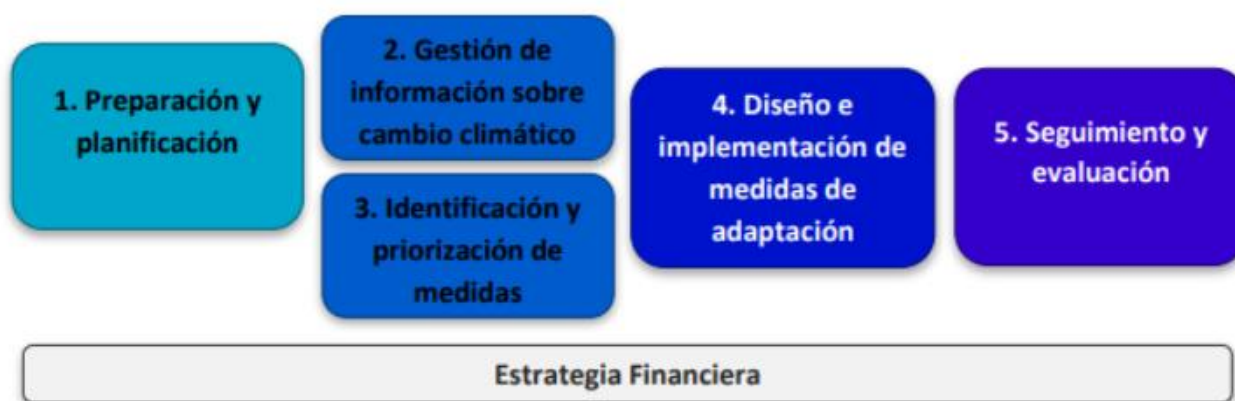 1. Preparación y
planificación
2. Gestión de
información sobre
cambio climático
3. Identificación y
priorización de
medidas
4. Diseño e
implementación de
medidas de
adaptación
5. Seguimiento y
evaluación
Estrategia Financiera